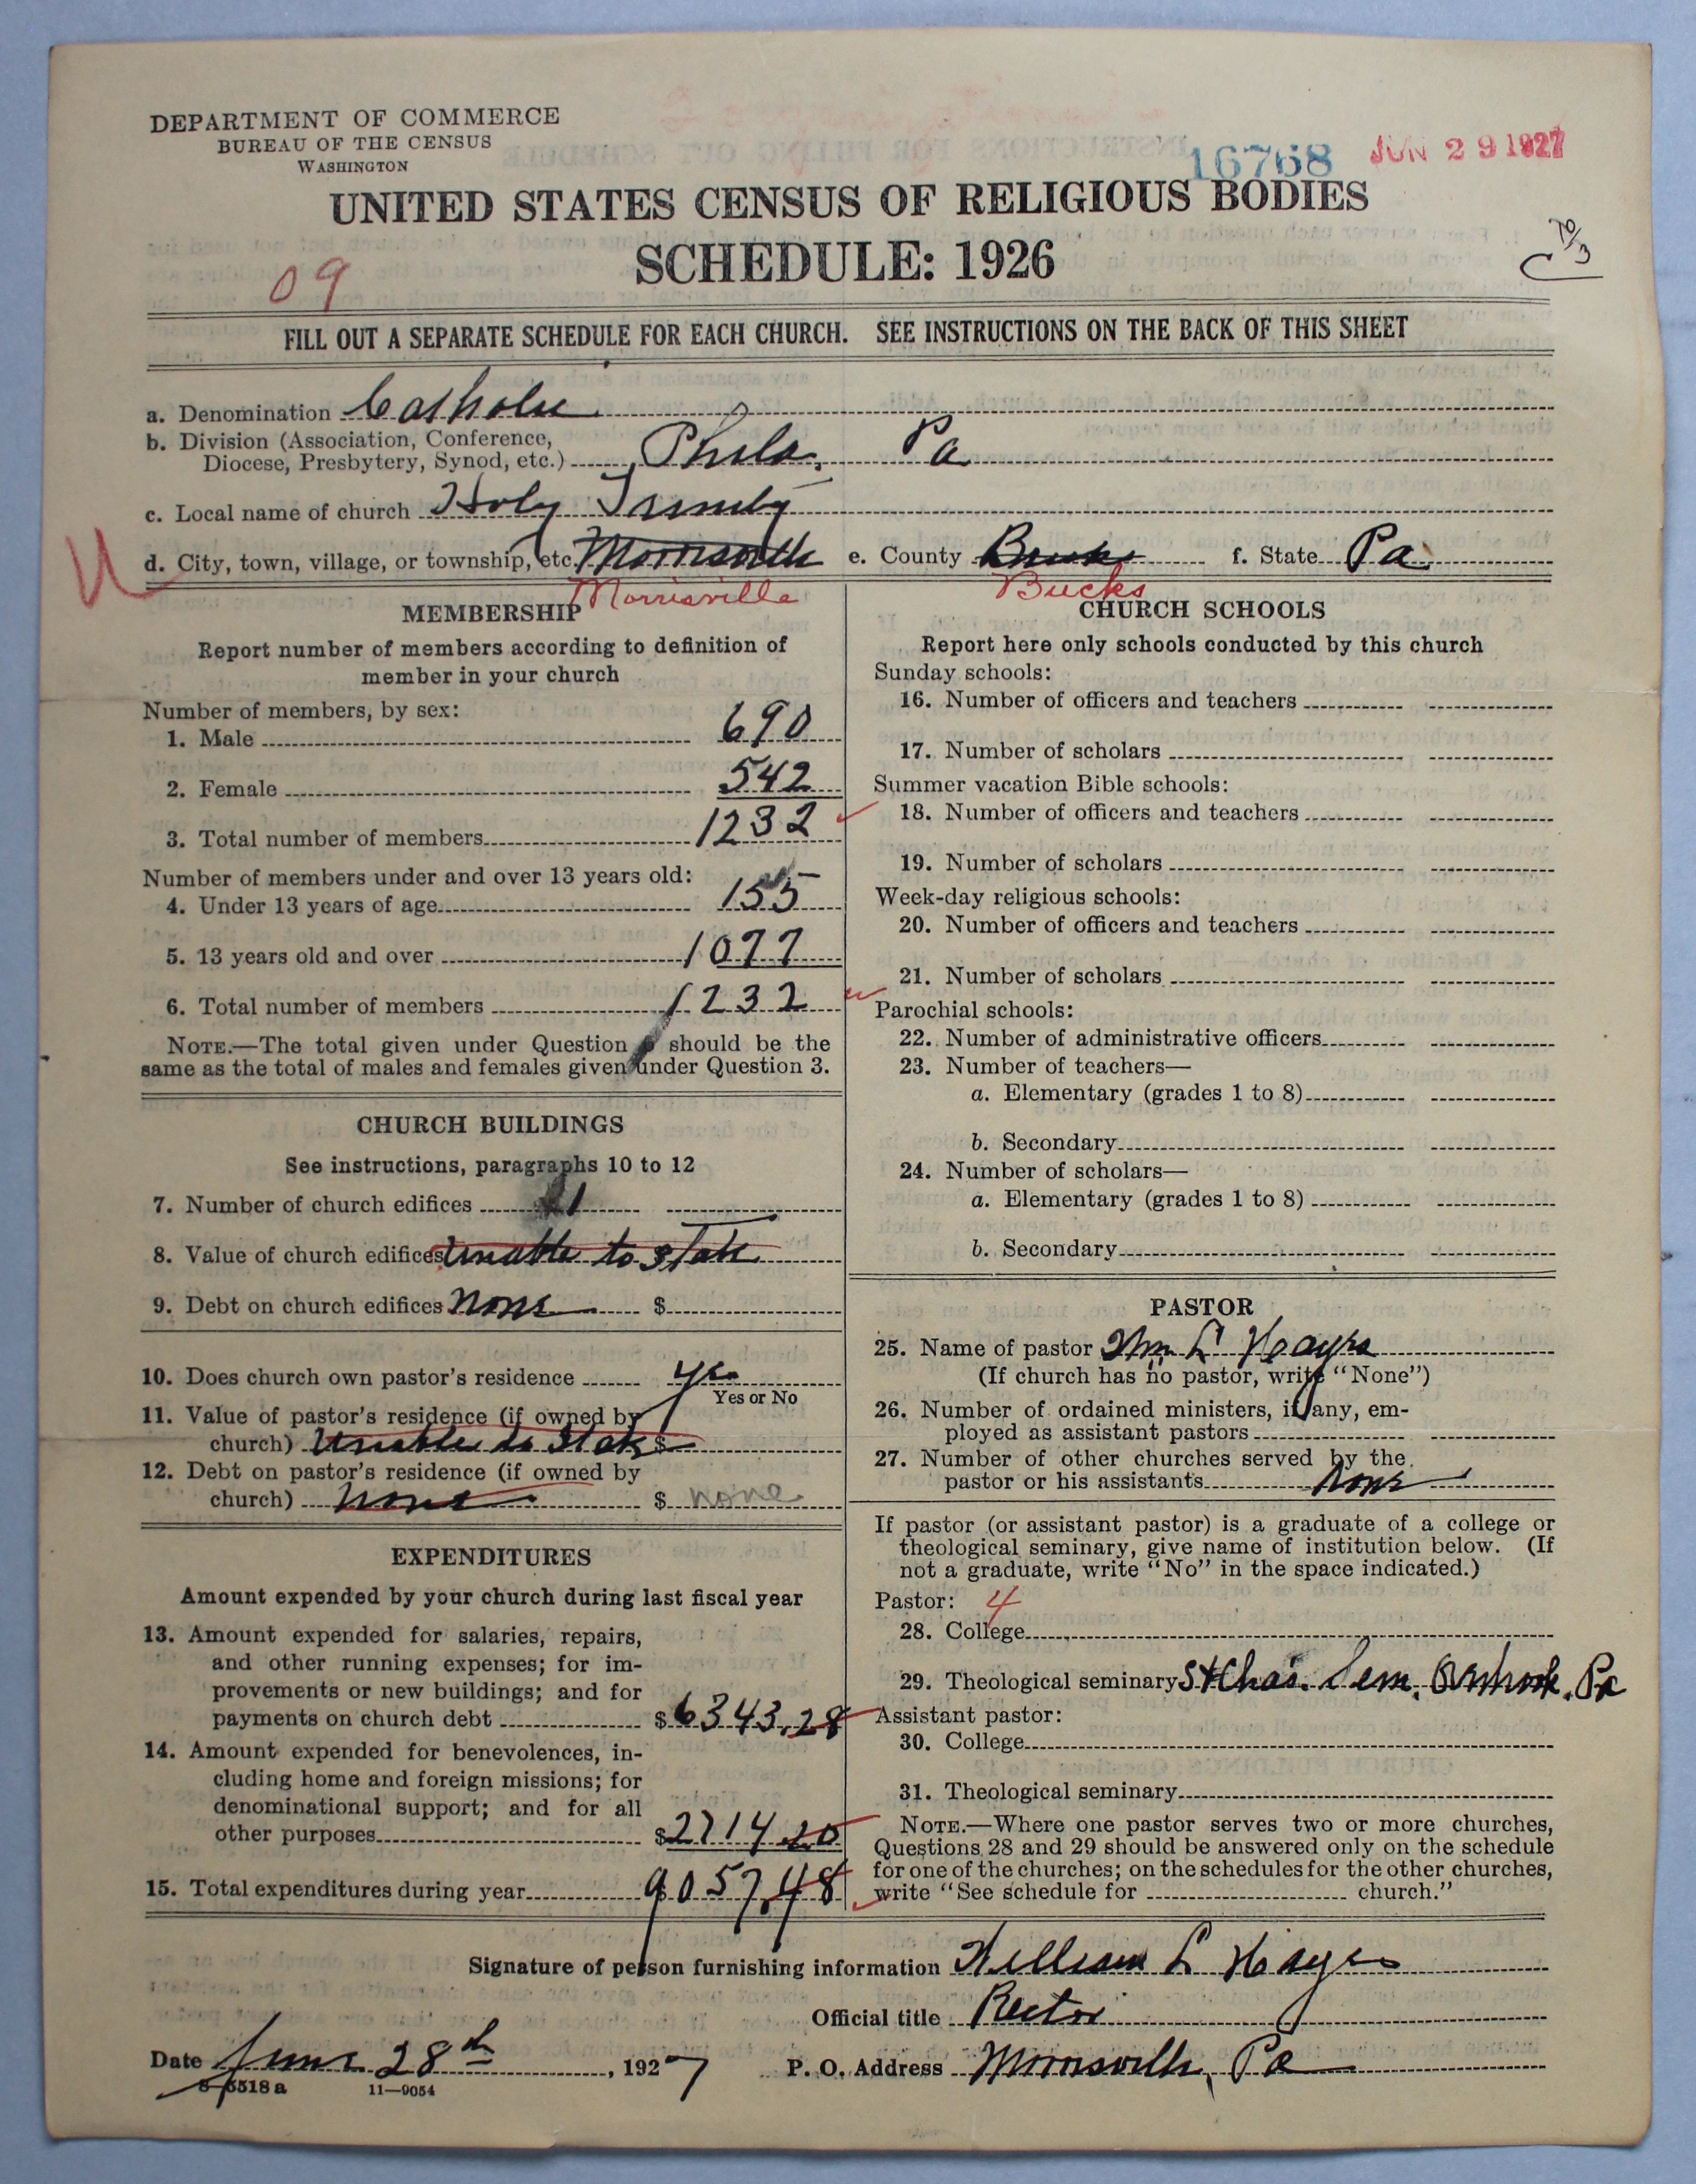 DEPARTMENT OF COMMERCE
BUREAU OF THE CENSUS
WASHINGTON
16768 JUN 29 1927
UNITED STATES CENSUS OF RELIGIOUS BODIES
SCHEDULE: 1926
09
FILL OUT A SEPARATE SCHEDULE FOR EACH CHURCH. SEE INSTRUCTIONS ON THE BACK OF THIS SHEET
a. Denomination Catholic
b. Division (Association, Conference,
Diocese, Presbytery, Synod, etc.) Phila, Pa
c. Local name of church Holy Trinity
d. City, town, village, or township, etc. Morrisville e. County Bucks f. State Pa
Morrisville Bucks
MEMBERSHIP
Report number of members according to definition of
member in your church
Number of members, by sex:
1. Male 690
2. Female 542
3. Total number of members 1232
Number of members under and over 13 years old:
4. Under 13 years of age 155
5. 13 years old and over 1077
6. Total number of members 1232
NOTE.—The total given under Question 6 should be the
same as the total of males and females given under Question 3.
CHURCH BUILDINGS
See instructions, paragraphs 10 to 12
7. Number of church edifices 1
8. Value of church edifices Unable to state
9. Debt on church edifices none $
10. Does church own pastor's residence yes
Yes or No
11. Value of pastor's residence (if owned by
church) Unable to state $
12. Debt on pastor's residence (if owned by
church) none $ none
EXPENDITURES
Amount expended by your church during last fiscal year
13. Amount expended for salaries, repairs,
and other running expenses; for im-
provements or new buildings; and for
payments on church debt $6343.28
14. Amount expended for benevolences, in-
cluding home and foreign missions; for
denominational support; and for all
other purposes $2714.20
15. Total expenditures during year 9057.48
CHURCH SCHOOLS
Report here only schools conducted by this church
Sunday schools:
16. Number of officers and teachers
17. Number of scholars
Summer vacation Bible schools:
18. Number of officers and teachers
19. Number of scholars
Week-day religious schools:
20. Number of officers and teachers
21. Number of scholars
Parochial schools:
22. Number of administrative officers
23. Number of teachers—
a. Elementary (grades 1 to 8)
b. Secondary
24. Number of scholars—
a. Elementary (grades 1 to 8)
b. Secondary
PASTOR
25. Name of pastor Wm. L Hayes
(If church has no pastor, write "None")
26. Number of ordained ministers, if any, em-
ployed as assistant pastors
27. Number of other churches served by the
pastor or his assistants none
If pastor (or assistant pastor) is a graduate of a college or
theological seminary, give name of institution below. (If
not a graduate, write "No" in the space indicated.)
Pastor: 4
28. College
29. Theological seminary St Chas. Sem. Overbrook. Pa
Assistant pastor:
30. College
31. Theological seminary
NOTE.—Where one pastor serves two or more churches,
Questions 28 and 29 should be answered only on the schedule
for one of the churches; on the schedules for the other churches,
write "See schedule for church."
Signature of person furnishing information William L Hayes
Official title Rector
Date June 28th, 1927 P. O. Address Morrisville, Pa
8-5518a 11—9054